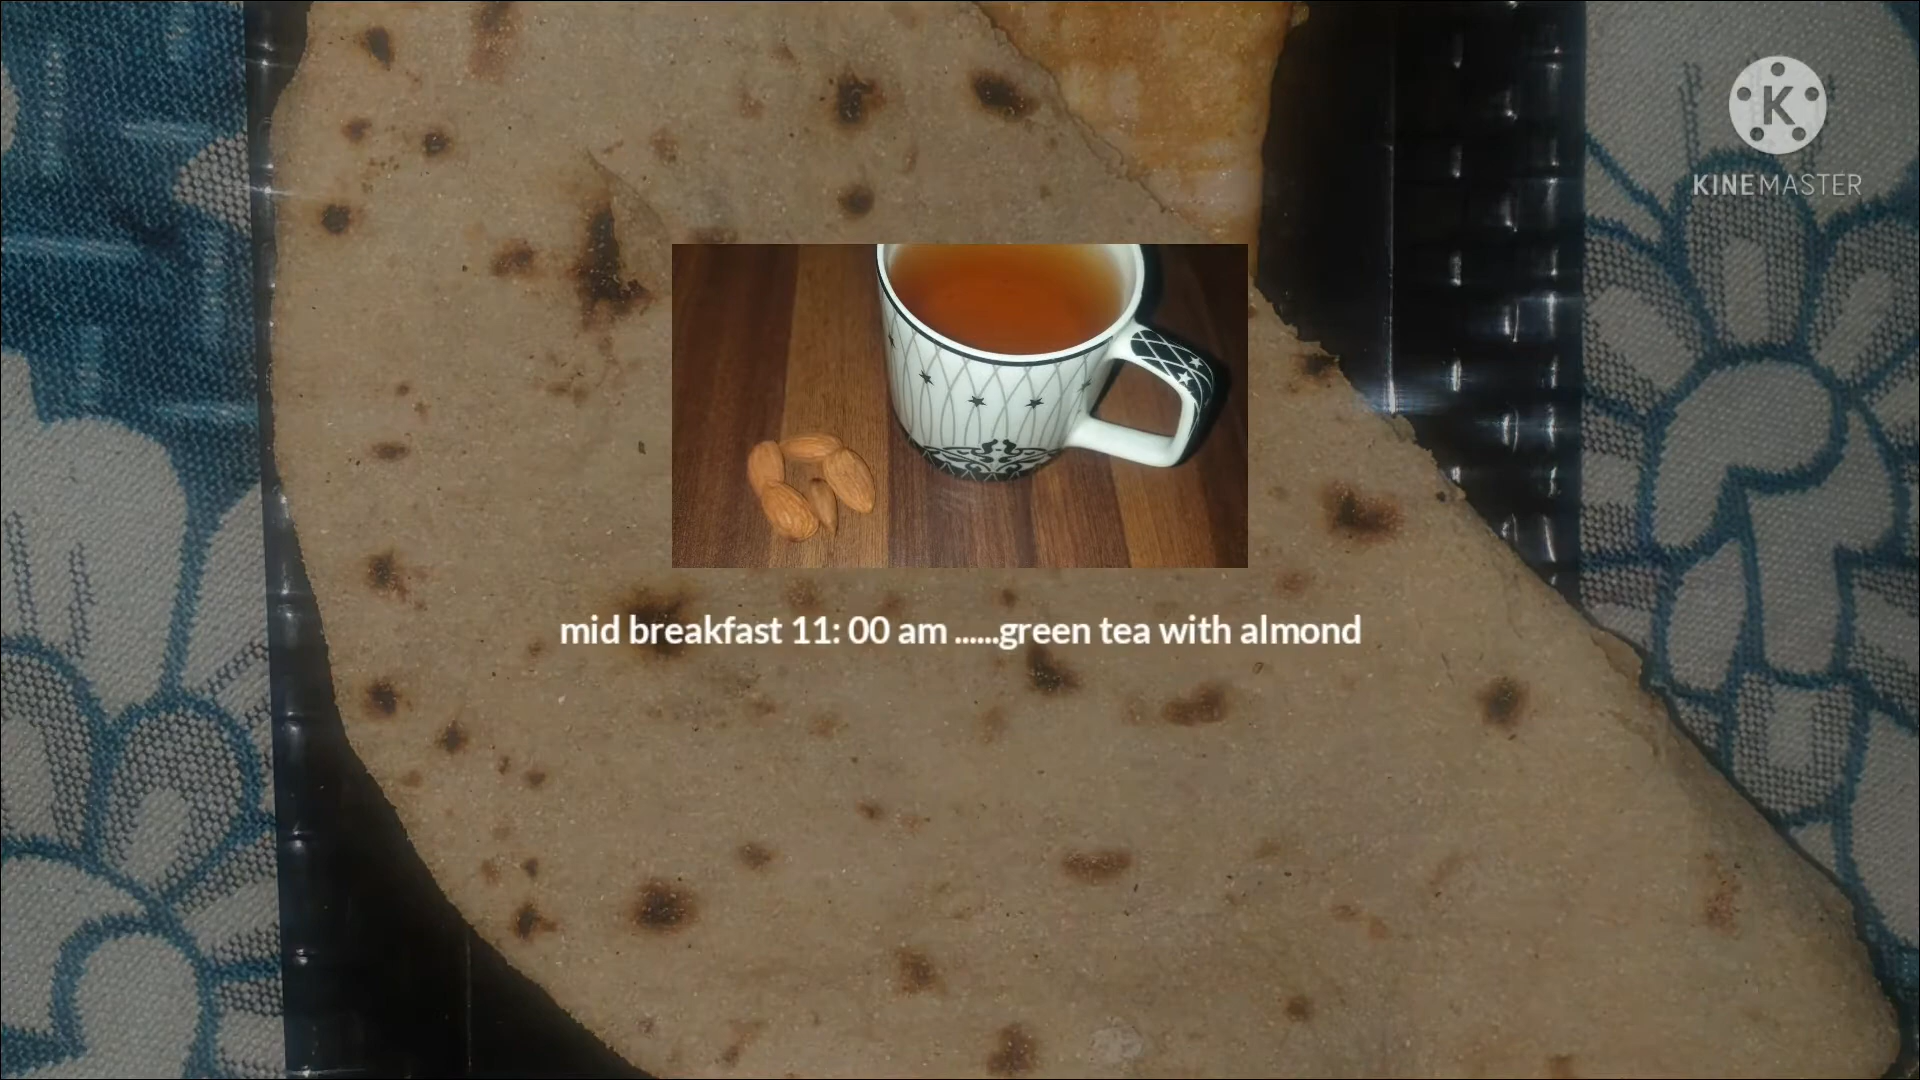 K
KINEMASTER
mid breakfast 11: 00 am ......green tea with almond